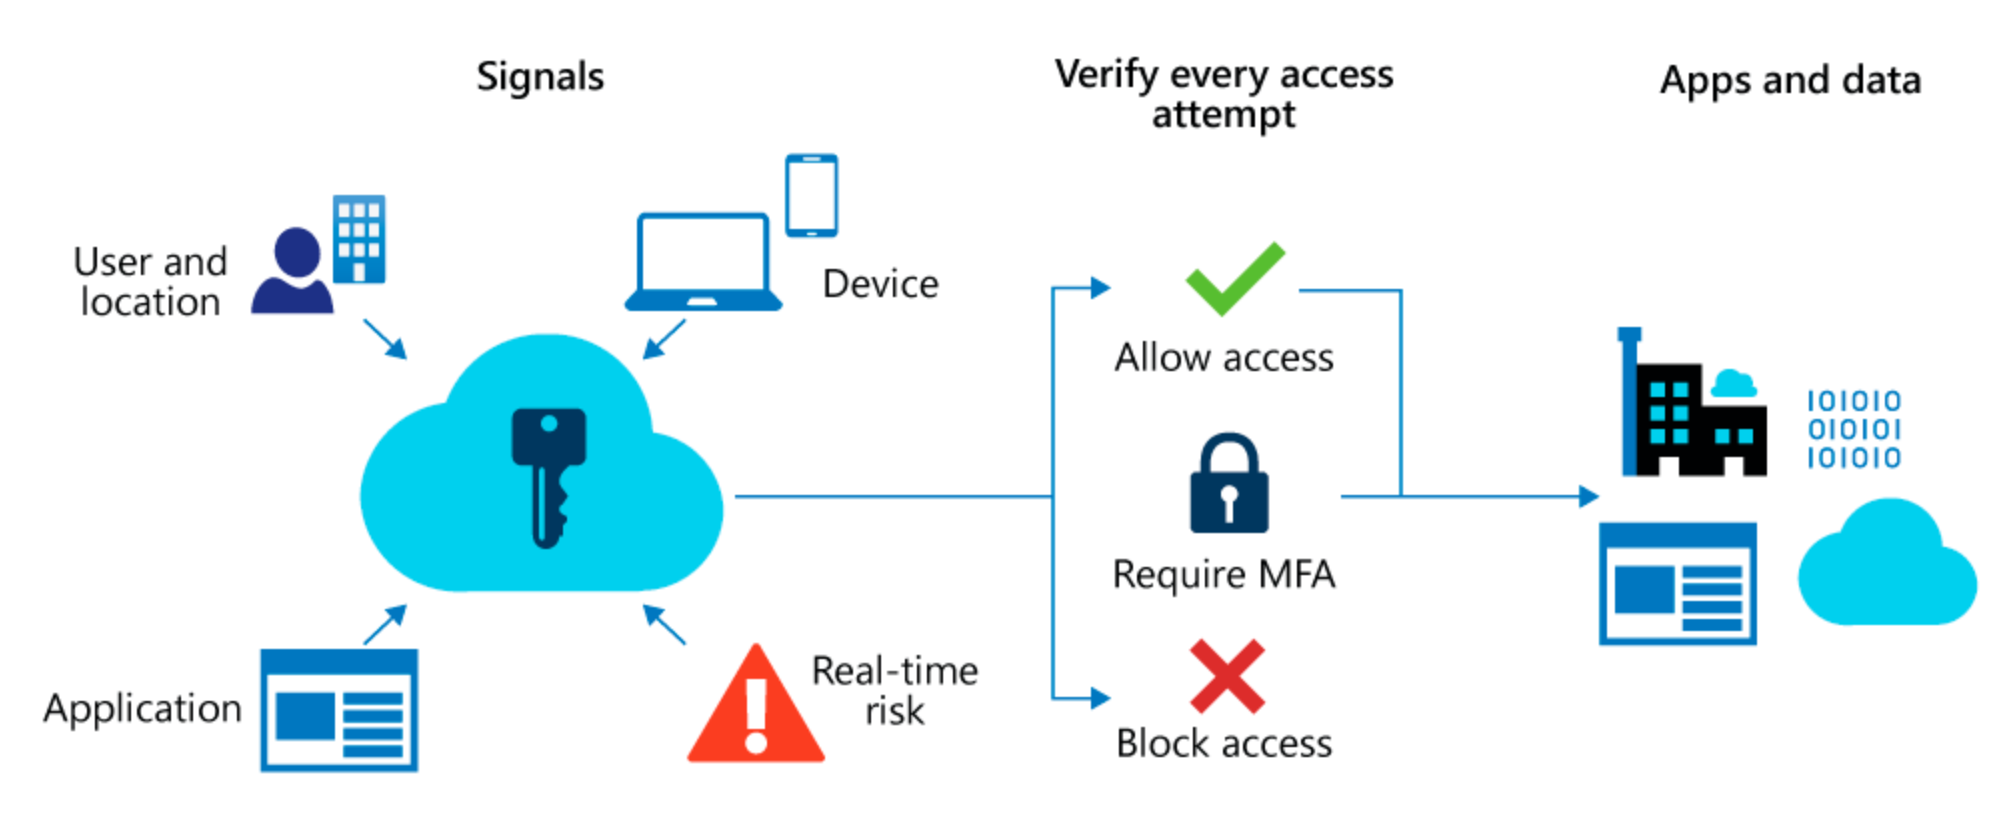 Signals
Verify every access
attempt
Apps and data
User and
location
Device
Allow access
101010
010101
101010
Require MFA
Application
Real-time
risk
Block access